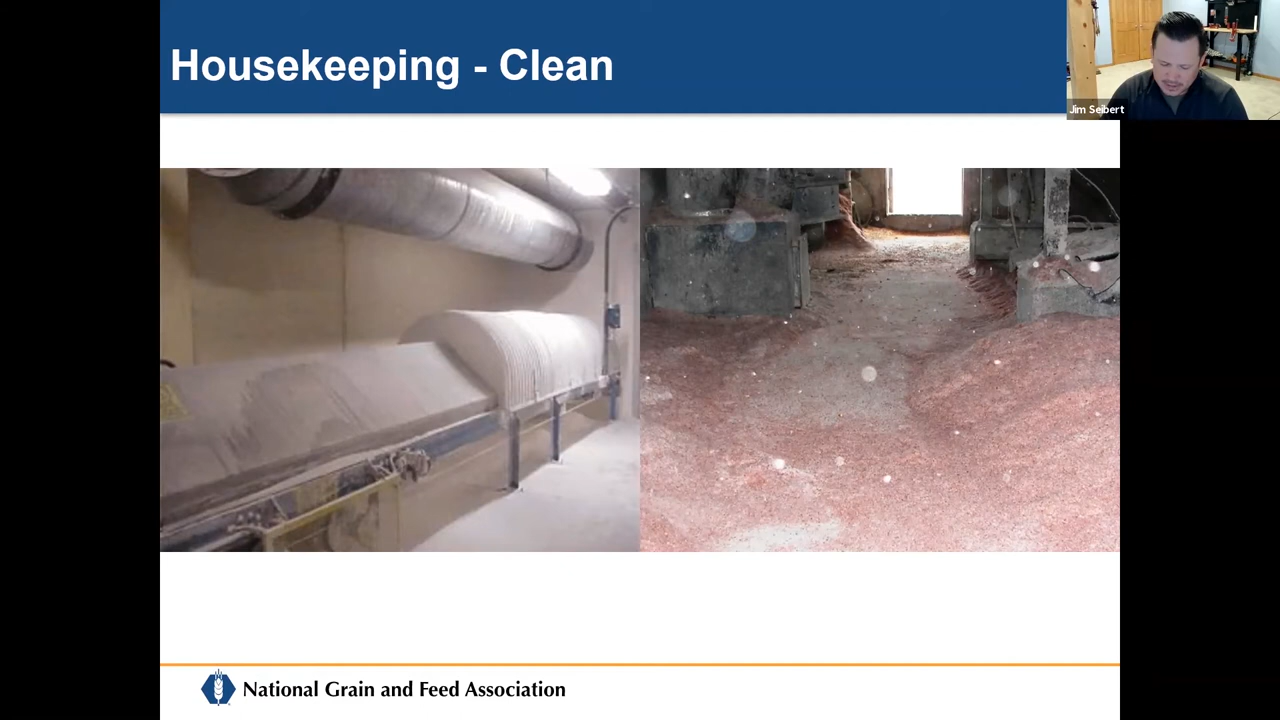 Housekeeping - Clean
Jim Seibert
National Grain and Feed Association